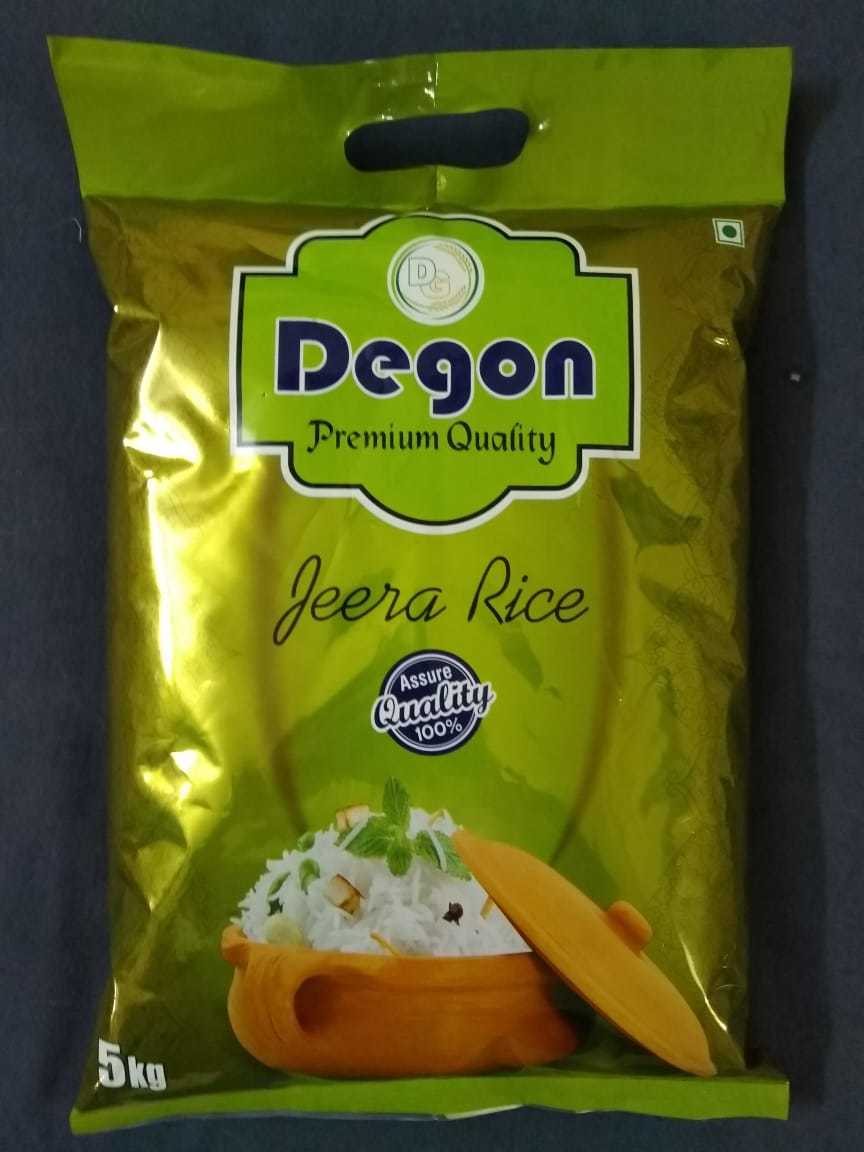 DG
Degon
Premium Quality
Jeera Rice
Assure
Quality
100%
5kg